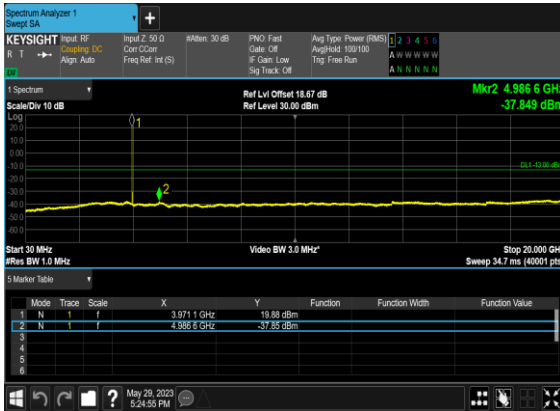 Spectrum Analyzer 1
Swept SA
KEYSIGHT
R T
Input: RF
Coupling: DC
Align: Auto
Input Z: 50 Ω
Corr CCorr
Freq Ref: Int (S)
#Atten: 30 dB
PNO: Fast
Gate: Off
IF Gain: Low
Sig Track: Off
Avg Type: Power (RMS)
Avg|Hold: 100/100
Trig: Free Run
1 2 3 4 5 6
A W W W W W
A N N N N N
1 Spectrum
Scale/Div 10 dB
Ref Lvl Offset 18.67 dB
Ref Level 30.00 dBm
Mkr2 4.986 6 GHz
-37.849 dBm
Log
20.0
10.0
0.00
-10.0
-20.0
-30.0
-40.0
-50.0
-60.0
1
2
DL1 -13.00 dBm
Start 30 MHz
#Res BW 1.0 MHz
Video BW 3.0 MHz*
Stop 20.000 GHz
Sweep 34.7 ms (40001 pts)
5 Marker Table
Mode Trace Scale X Y Function Function Width Function Value
1 N 1 f 3.971 1 GHz 19.88 dBm
2 N 1 f 4.986 6 GHz -37.85 dBm
3
4
5
6
?
May 29, 2023
5:24:55 PM